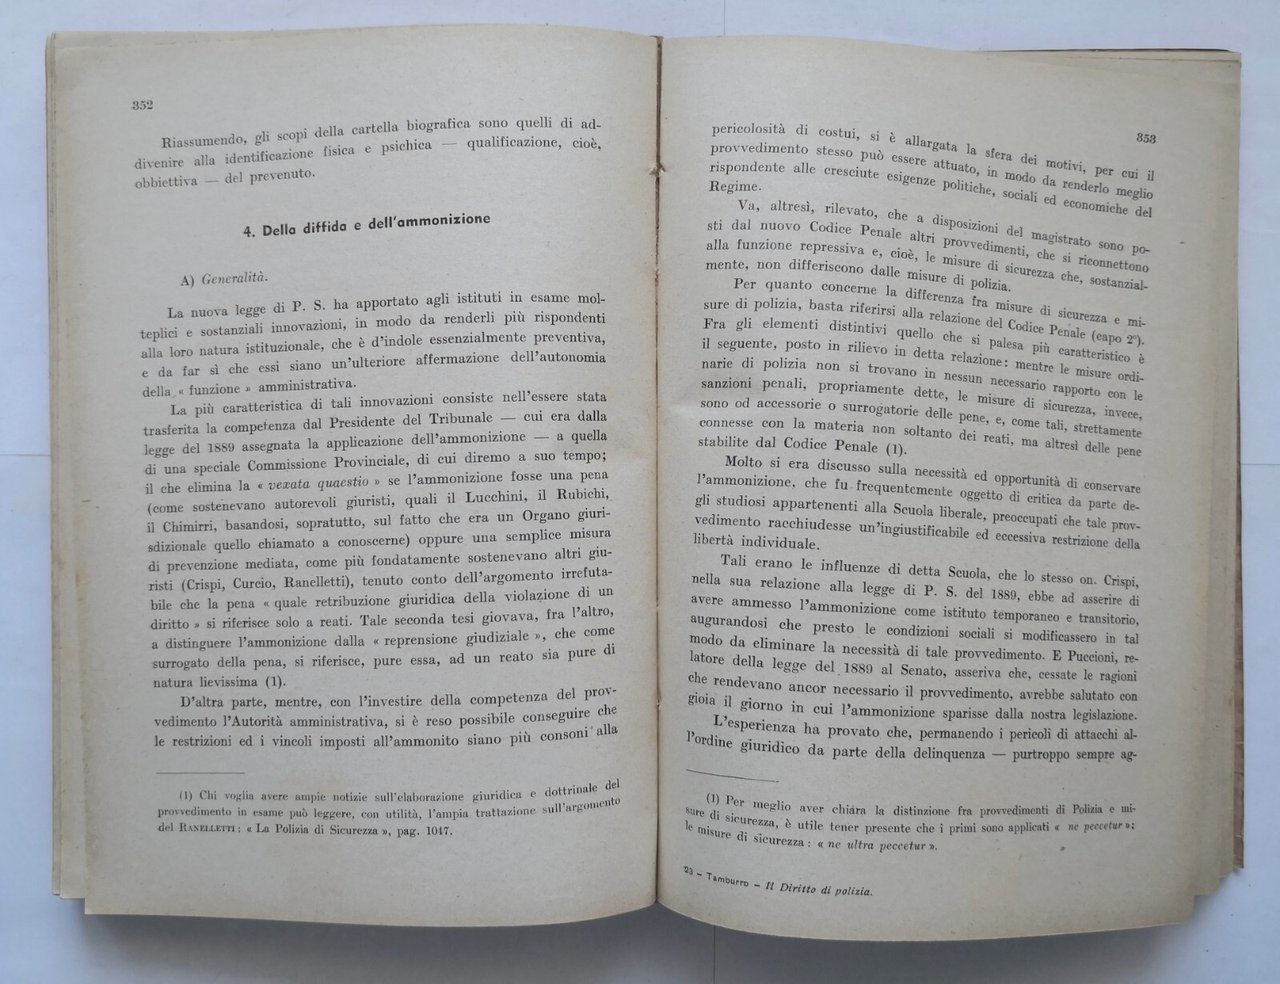 352
Riassumendo, gli scopi della cartella biografica sono quelli di ad-
divenire alla identificazione fisica e psichica — qualificazione, cioè,
obbiettiva — del prevenuto.
4. Della diffida e dell'ammonizione
A) Generalità.
La nuova legge di P. S. ha apportato agli istituti in esame mol-
teplici e sostanziali innovazioni, in modo da renderli più rispondenti
alla loro natura istituzionale, che è d'indole essenzialmente preventiva,
e da far sì che essi siano un'ulteriore affermazione dell'autonomia
della « funzione » amministrativa.
La più caratteristica di tali innovazioni consiste nell'essere stata
trasferita la competenza dal Presidente del Tribunale — cui era dalla
legge del 1889 assegnata la applicazione dell'ammonizione — a quella
di una speciale Commissione Provinciale, di cui diremo a suo tempo;
il che elimina la « vexata quaestio » se l'ammonizione fosse una pena
(come sostenevano autorevoli giuristi, quali il Lucchini, il Rubichi,
il Chimirri, basandosi, sopratutto, sul fatto che era un Organo giuri-
sdizionale quello chiamato a conoscerne) oppure una semplice misura
di prevenzione mediata, come più fondatamente sostenevano altri giu-
risti (Crispi, Curcio, Ranelletti), tenuto conto dell'argomento irrefuta-
bile che la pena « quale retribuzione giuridica della violazione di un
diritto » si riferisce solo a reati. Tale seconda tesi giovava, fra l'altro,
a distinguere l'ammonizione dalla « reprensione giudiziale », che come
surrogato della pena, si riferisce, pure essa, ad un reato sia pure di
natura lievissima (1).
D'altra parte, mentre, con l'investire della competenza del prov-
vedimento l'Autorità amministrativa, si è reso possibile conseguire che
le restrizioni ed i vincoli imposti all'ammonito siano più consoni alla
(1) Chi voglia avere ampie notizie sull'elaborazione giuridica e dottrinale del
provvedimento in esame può leggere, con utilità, l'ampia trattazione sull'argomento
del RANELLETTI: « La Polizia di Sicurezza », pag. 1047.
353
pericolosità di costui, si è allargata la sfera dei motivi, per cui il
provvedimento stesso può essere attuato, in modo da renderlo meglio
rispondente alle cresciute esigenze politiche, sociali ed economiche del
Regime.
Va, altresì, rilevato, che a disposizioni del magistrato sono po-
sti dal nuovo Codice Penale altri provvedimenti, che si riconnettono
alla funzione repressiva e, cioè, le misure di sicurezza che, sostanzial-
mente, non differiscono dalle misure di polizia.
Per quanto concerne la differenza fra misure di sicurezza e mi-
sure di polizia, basta riferirsi alla relazione del Codice Penale (capo 2°).
Fra gli elementi distintivi quello che si palesa più caratteristico è
il seguente, posto in rilievo in detta relazione: mentre le misure ordi-
narie di polizia non si trovano in nessun necessario rapporto con le
sanzioni penali, propriamente dette, le misure di sicurezza, invece,
sono od accessorie o surrogatorie delle pene, e, come tali, strettamente
connesse con la materia non soltanto dei reati, ma altresì delle pene
stabilite dal Codice Penale (1).
Molto si era discusso sulla necessità ed opportunità di conservare
l'ammonizione, che fu frequentemente oggetto di critica da parte de-
gli studiosi appartenenti alla Scuola liberale, preoccupati che tale prov-
vedimento racchiudesse un'ingiustificabile ed eccessiva restrizione della
libertà individuale.
Tali erano le influenze di detta Scuola, che lo stesso on. Crispi,
nella sua relazione alla legge di P. S. del 1889, ebbe ad asserire di
avere ammesso l'ammonizione come istituto temporaneo e transitorio,
augurandosi che presto le condizioni sociali si modificassero in tal
modo da eliminare la necessità di tale provvedimento. E Puccioni, re-
latore della legge del 1889 al Senato, asseriva che, cessate le ragioni
che rendevano ancor necessario il provvedimento, avrebbe salutato con
gioia il giorno in cui l'ammonizione sparisse dalla nostra legislazione.
L'esperienza ha provato che, permanendo i pericoli di attacchi al-
l'ordine giuridico da parte della delinquenza — purtroppo sempre ag-
(1) Per meglio aver chiara la distinzione fra provvedimenti di Polizia e mi-
sure di sicurezza, è utile tener presente che i primi sono applicati « ne peccetur »;
le misure di sicurezza: « ne ultra peccetur ».
23 - Tamburro - Il Diritto di polizia.